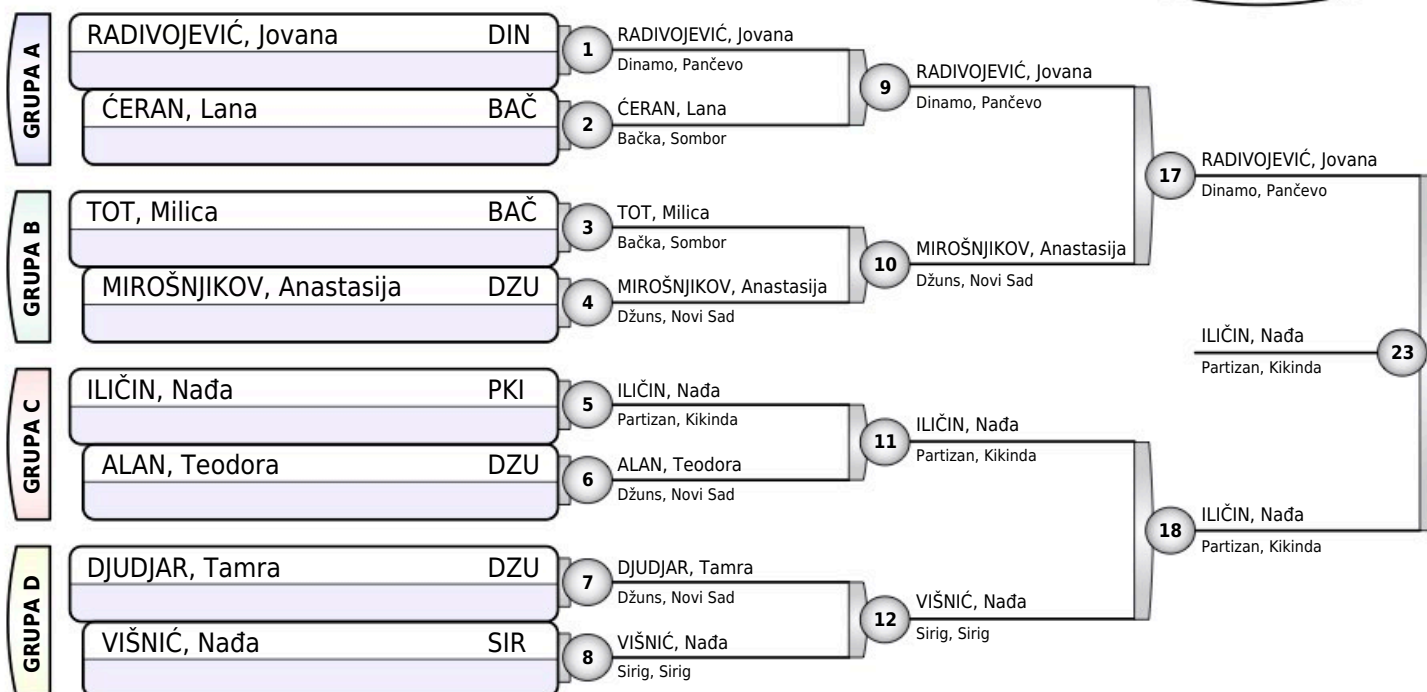 GRUPA A
RADIVOJEVIĆ, Jovana DIN
ĆERAN, Lana BAČ
1
RADIVOJEVIĆ, Jovana
Dinamo, Pančevo
2
ĆERAN, Lana
Bačka, Sombor
9
RADIVOJEVIĆ, Jovana
Dinamo, Pančevo
GRUPA B
TOT, Milica BAČ
MIROŠNJIKOV, Anastasija DZU
3
TOT, Milica
Bačka, Sombor
4
MIROŠNJIKOV, Anastasija
Džuns, Novi Sad
10
MIROŠNJIKOV, Anastasija
Džuns, Novi Sad
17
RADIVOJEVIĆ, Jovana
Dinamo, Pančevo
GRUPA C
ILIČIN, Nađa PKI
ALAN, Teodora DZU
5
ILIČIN, Nađa
Partizan, Kikinda
6
ALAN, Teodora
Džuns, Novi Sad
11
ILIČIN, Nađa
Partizan, Kikinda
GRUPA D
DJUDJAR, Tamra DZU
VIŠNIĆ, Nađa SIR
7
DJUDJAR, Tamra
Džuns, Novi Sad
8
VIŠNIĆ, Nađa
Sirig, Sirig
12
VIŠNIĆ, Nađa
Sirig, Sirig
18
ILIČIN, Nađa
Partizan, Kikinda
ILIČIN, Nađa
Partizan, Kikinda
23